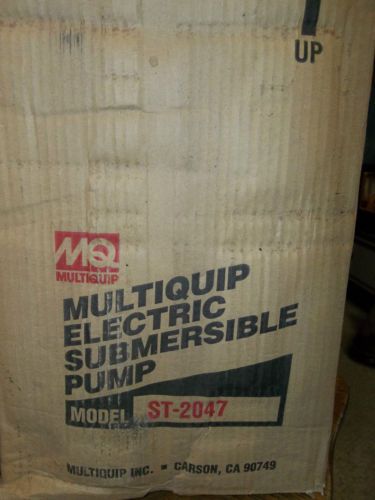 UP
MQ
MULTIQUIP
MULTIQUIP
ELECTRIC
SUBMERSIBLE
PUMP
MODEL ST-2047
MULTIQUIP INC. ▪ CARSON, CA 90749